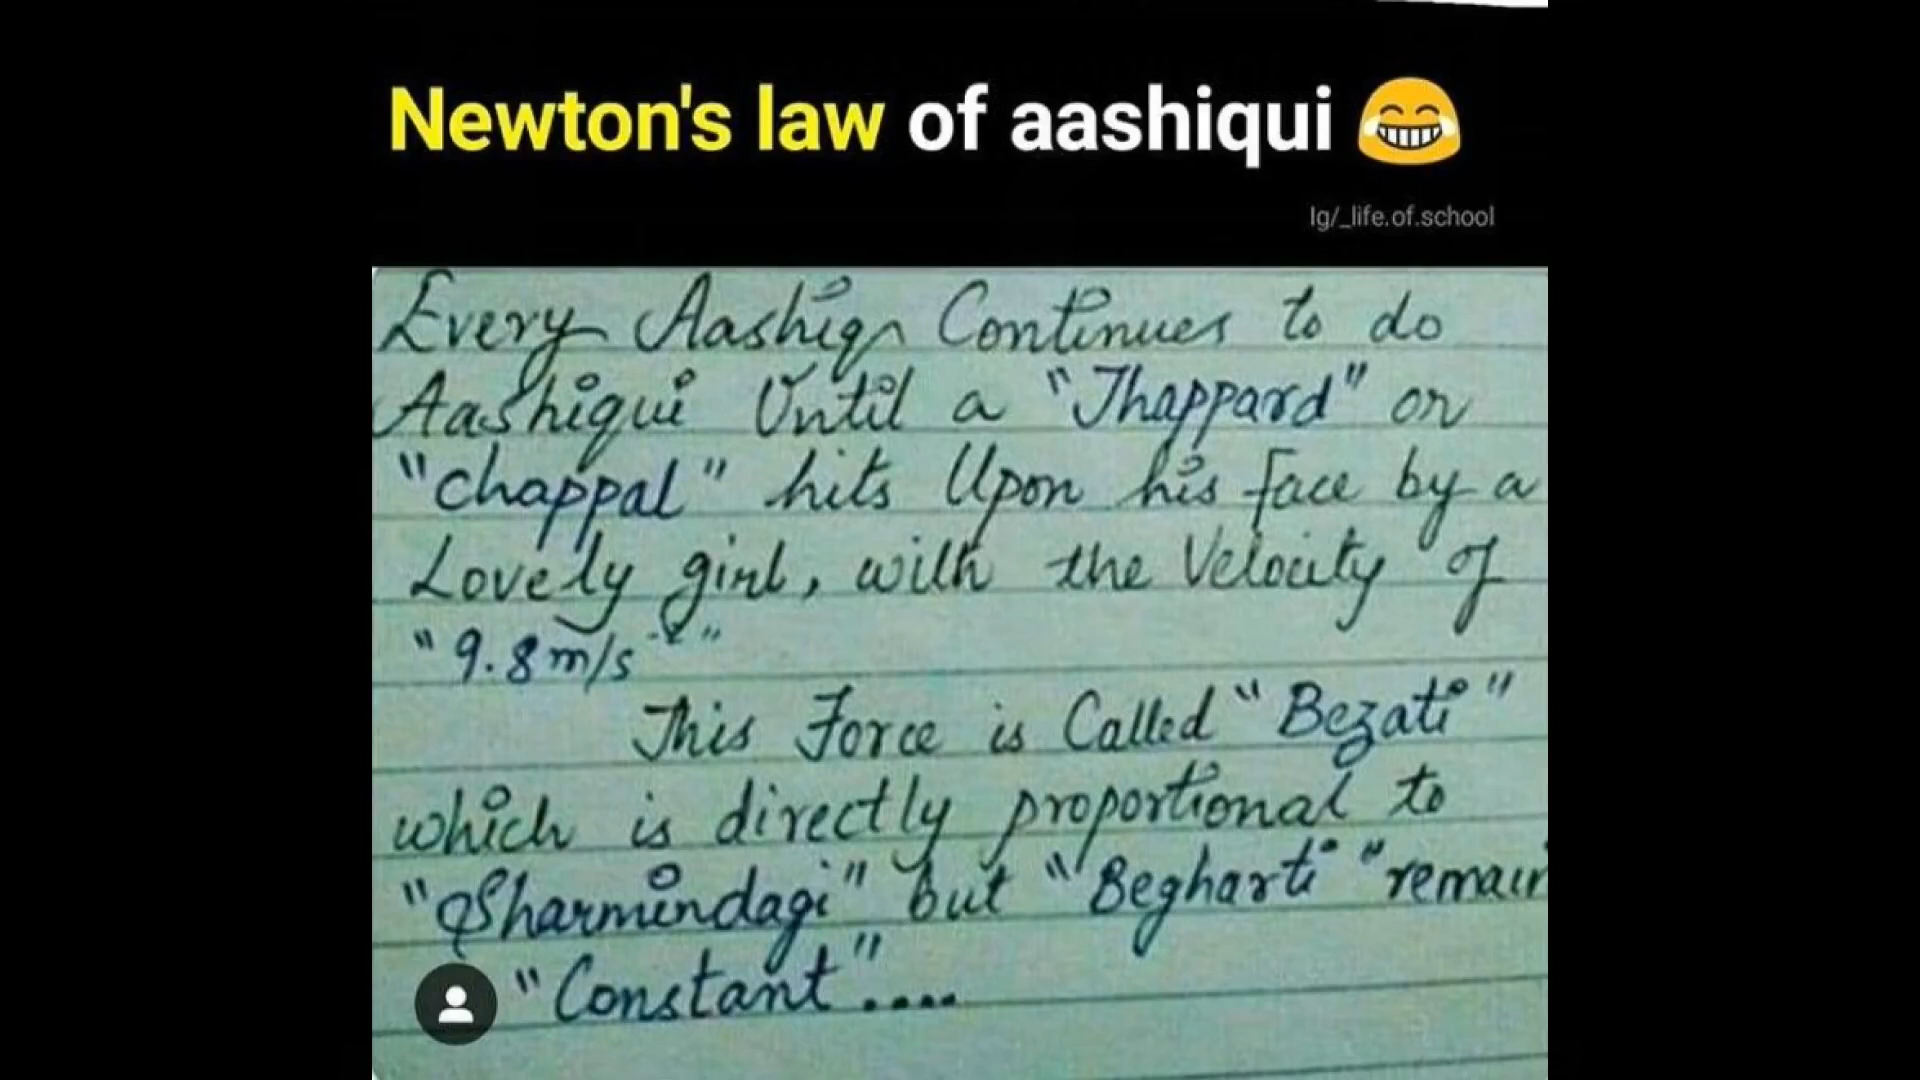 Newton's law of aashiqui 😂
Ig/_life.of.school
Every Aashiq Continues to do
Aashiqui Until a "Thappard" or
"chappal" hits Upon his face by a
Lovely girl, with the Velocity of
"9.8m/s⁻²"
This Force is Called "Bezati"
which is directly proportional to
"Sharmindagi" but "Begharti" remain
"Constant"....